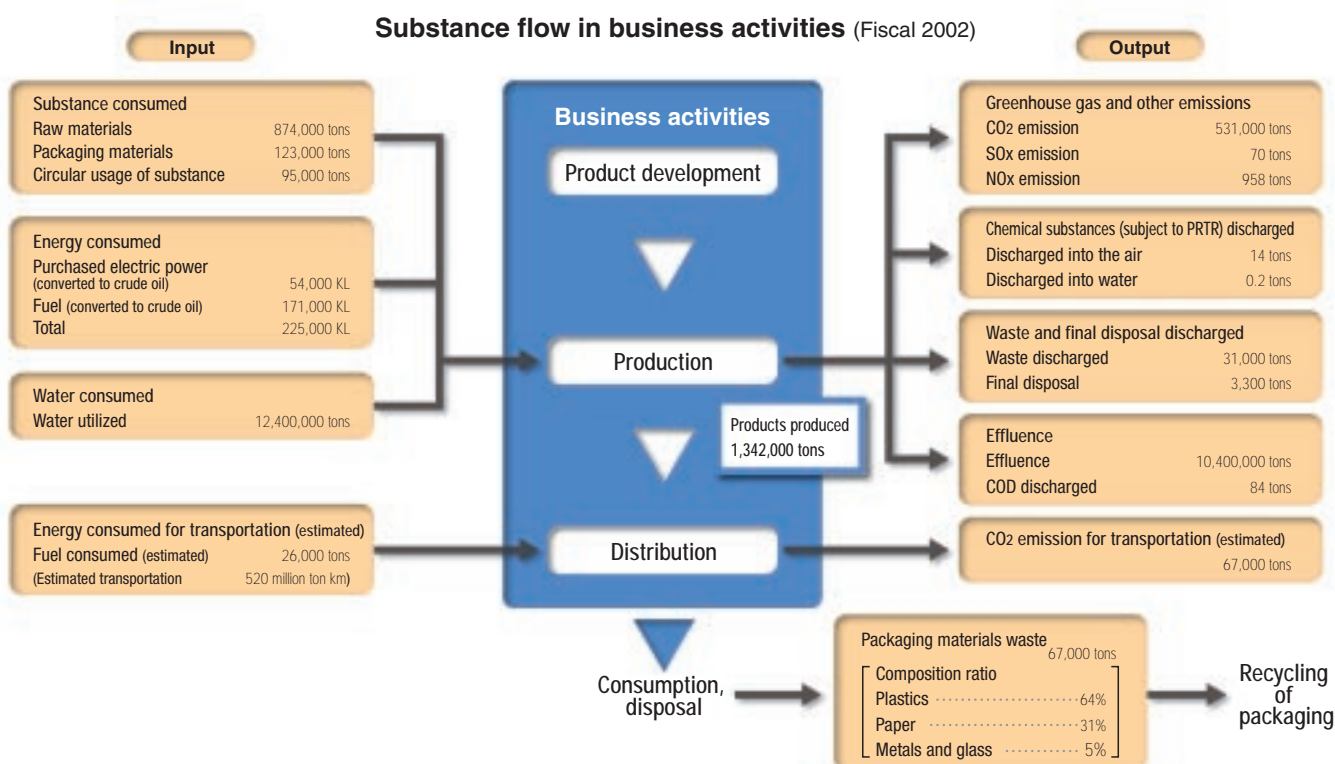 Substance flow in business activities (Fiscal 2002)
Input
Substance consumed
Raw materials 874,000 tons
Packaging materials 123,000 tons
Circular usage of substance 95,000 tons
Energy consumed
Purchased electric power
(converted to crude oil) 54,000 KL
Fuel (converted to crude oil) 171,000 KL
Total 225,000 KL
Water consumed
Water utilized 12,400,000 tons
Energy consumed for transportation (estimated)
Fuel consumed (estimated) 26,000 tons
(Estimated transportation 520 million ton km)
Business activities
Product development
Production
Products produced
1,342,000 tons
Distribution
Consumption,
disposal
Output
Greenhouse gas and other emissions
CO2 emission 531,000 tons
SOx emission 70 tons
NOx emission 958 tons
Chemical substances (subject to PRTR) discharged
Discharged into the air 14 tons
Discharged into water 0.2 tons
Waste and final disposal discharged
Waste discharged 31,000 tons
Final disposal 3,300 tons
Effluence
Effluence 10,400,000 tons
COD discharged 84 tons
CO2 emission for transportation (estimated)
67,000 tons
Packaging materials waste
67,000 tons
Composition ratio
Plastics ························64%
Paper ·························31%
Metals and glass ············ 5%
Recycling
of
packaging